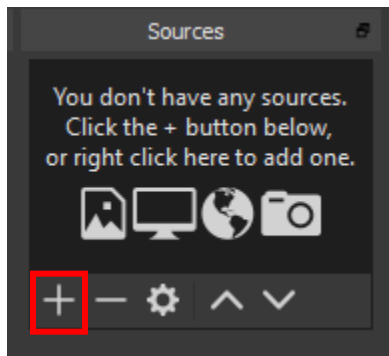 Sources
You don't have any sources.
Click the + button below,
or right click here to add one.